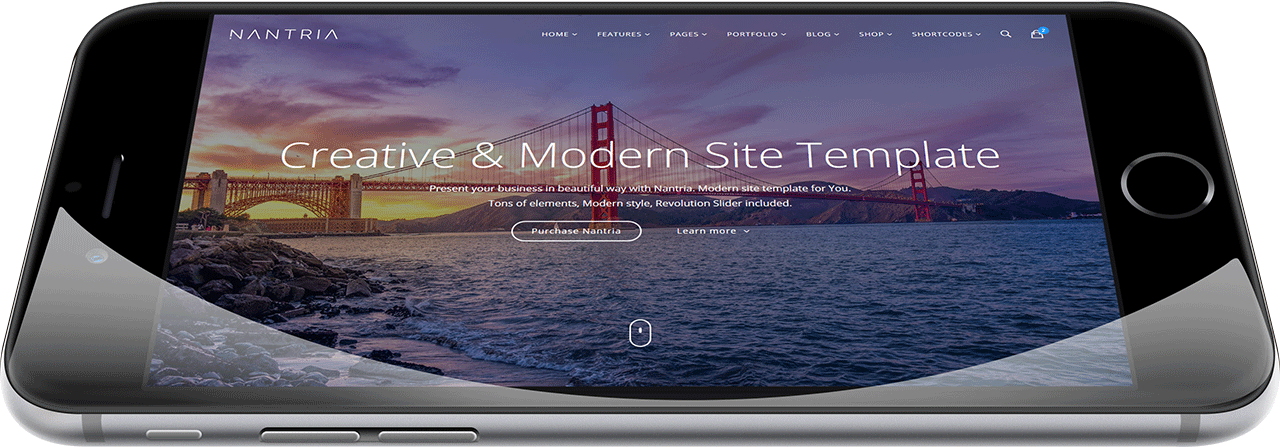 NANTRIA
HOME FEATURES PAGES PORTFOLIO BLOG SHOP SHORTCODES 2
Creative & Modern Site Template
Present your business in beautiful way with Nantria. Modern site template for You.
Tons of elements, Modern style, Revolution Slider included.
Purchase Nantria Learn more